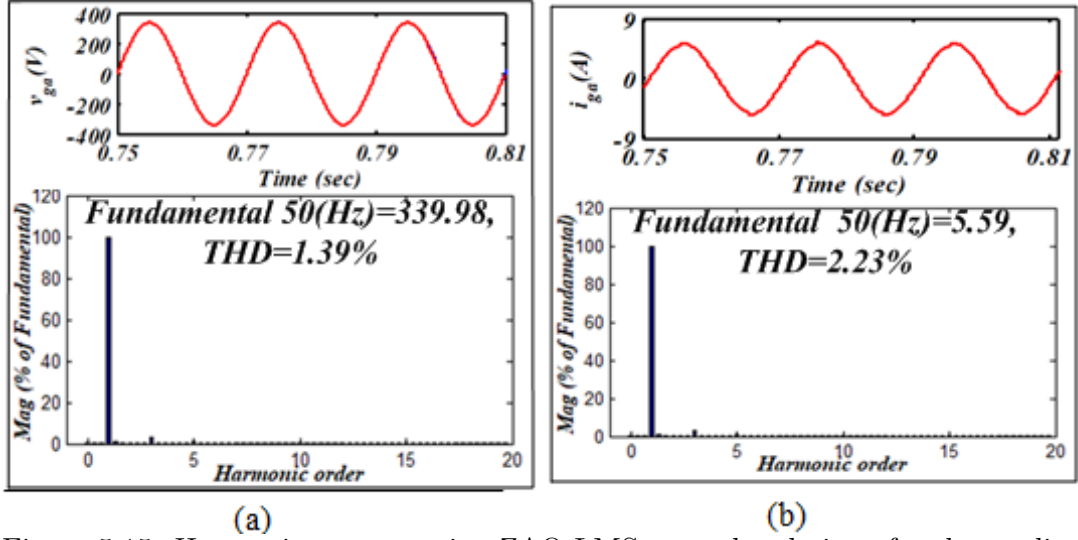 400
200
0
-200
-400
v_ga(V)
0.75 0.77 0.79 0.81
Time (sec)
120
100
80
60
40
20
0
Mag (% of Fundamental)
Fundamental 50(Hz)=339.98,
THD=1.39%
0 5 10 15 20
Harmonic order
(a)
9
0
-9
i_ga(A)
0.75 0.77 0.79 0.81
Time (sec)
120
100
80
60
40
20
0
Mag (% of Fundamental)
Fundamental 50(Hz)=5.59,
THD=2.23%
0 5 10 15 20
Harmonic order
(b)